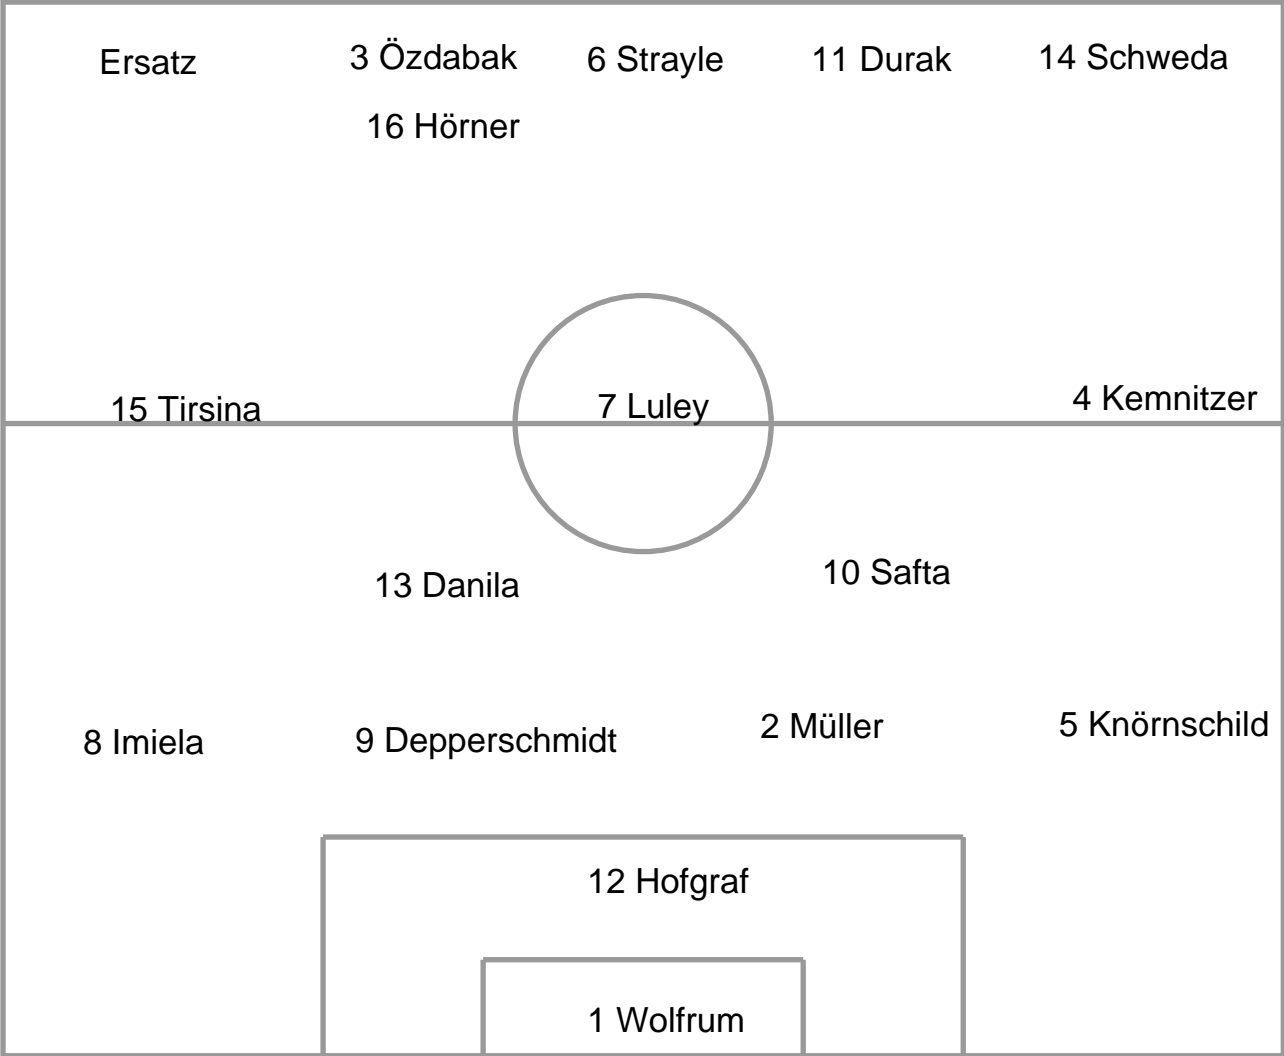 Ersatz 3 Özdabak 6 Strayle 11 Durak 14 Schweda
16 Hörner
15 Tirsina 7 Luley 4 Kemnitzer
13 Danila 10 Safta
8 Imiela 9 Depperschmidt 2 Müller 5 Knörnschild
12 Hofgraf
1 Wolfrum